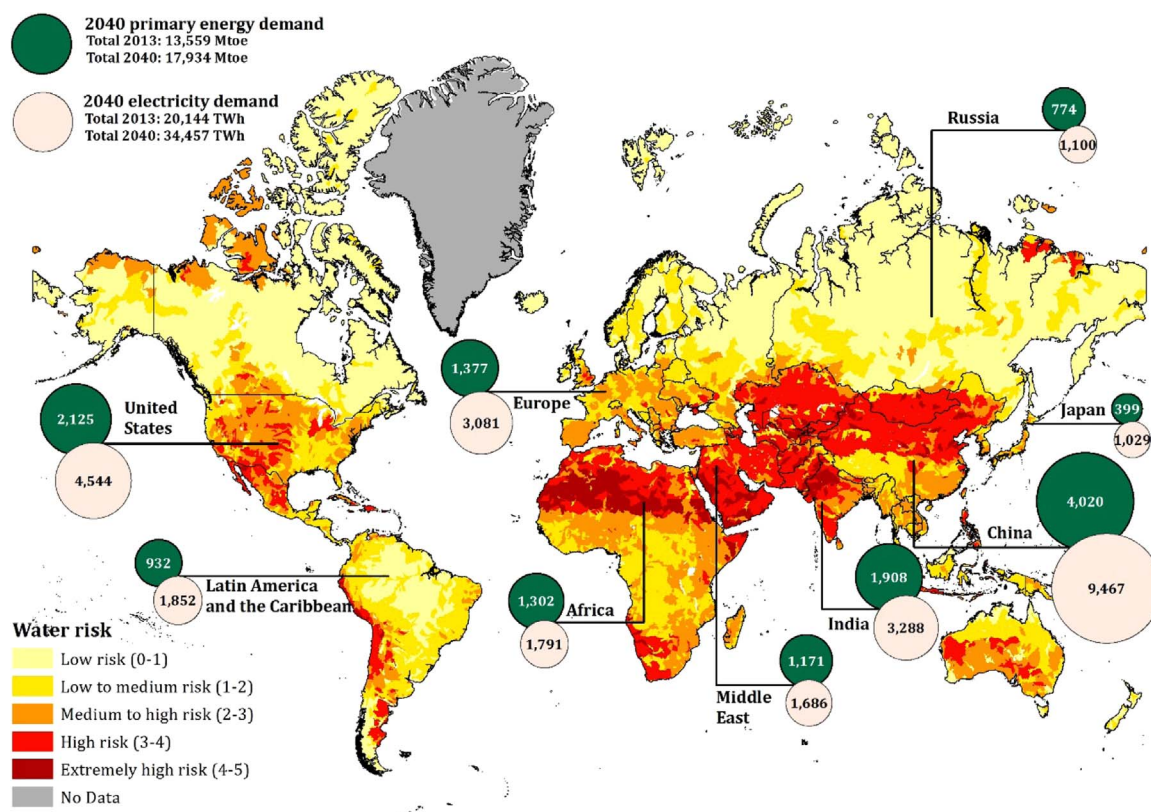 2040 primary energy demand
Total 2013: 13,559 Mtoe
Total 2040: 17,934 Mtoe
2040 electricity demand
Total 2013: 20,144 TWh
Total 2040: 34,457 TWh
774
Russia
1,100
1,377
Europe
3,081
2,125
United
States
4,544
Japan
399
1,029
4,020
China
9,467
932
Latin America
and the Caribbean
1,852
1,302
Africa
1,791
1,908
India
3,288
1,171
Middle
East
1,686
Water risk
Low risk (0-1)
Low to medium risk (1-2)
Medium to high risk (2-3)
High risk (3-4)
Extremely high risk (4-5)
No Data